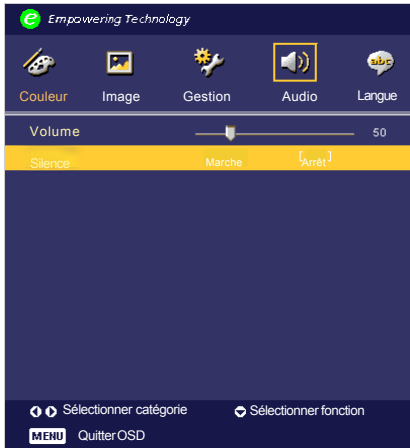 e Empowering Technology
Couleur Image Gestion Audio abc Langue
Volume 50
Silence Marche [Arrêt]
Sélectionner catégorie Sélectionner fonction
MENU Quitter OSD